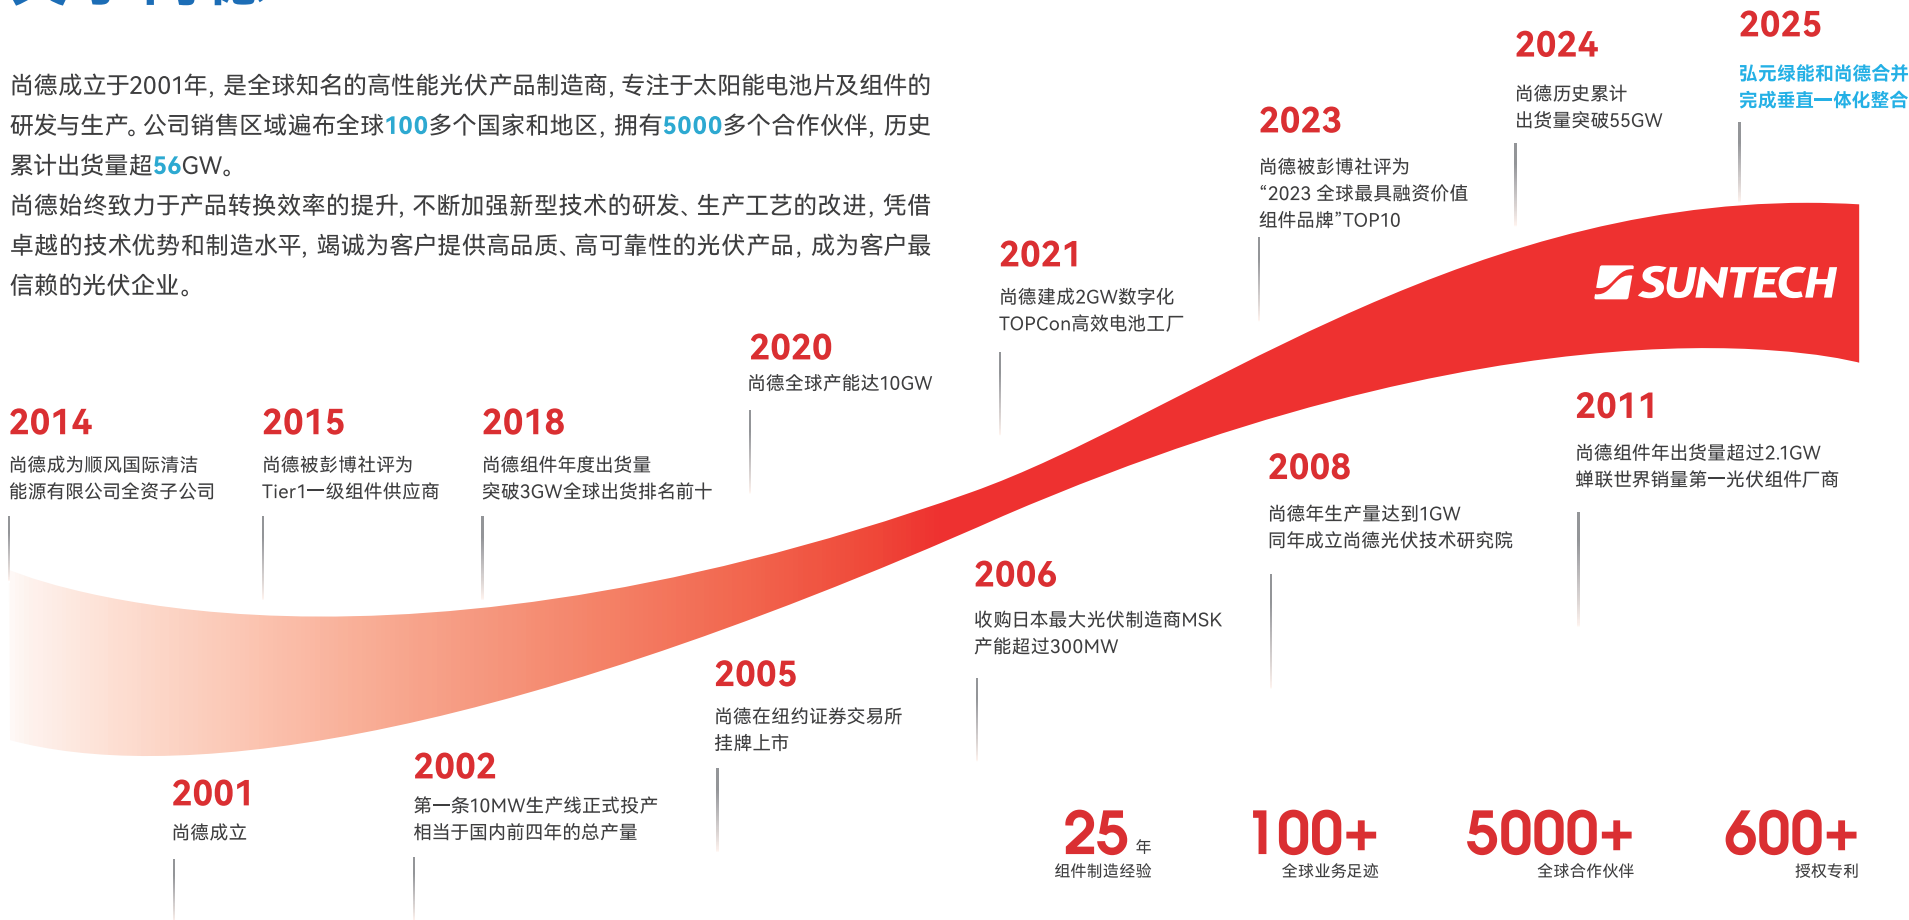 关于尚德
尚德成立于2001年, 是全球知名的高性能光伏产品制造商, 专注于太阳能电池片及组件的
研发与生产。公司销售区域遍布全球100多个国家和地区, 拥有5000多个合作伙伴, 历史
累计出货量超56GW。
尚德始终致力于产品转换效率的提升, 不断加强新型技术的研发、生产工艺的改进, 凭借
卓越的技术优势和制造水平, 竭诚为客户提供高品质、高可靠性的光伏产品, 成为客户最
信赖的光伏企业。
2014
尚德成为顺风国际清洁
能源有限公司全资子公司
2015
尚德被彭博社评为
Tier1一级组件供应商
2018
尚德组件年度出货量
突破3GW全球出货排名前十
2020
尚德全球产能达10GW
2021
尚德建成2GW数字化
TOPCon高效电池工厂
2023
尚德被彭博社评为
“2023 全球最具融资价值
组件品牌”TOP10
2024
尚德历史累计
出货量突破55GW
2025
弘元绿能和尚德合并
完成垂直一体化整合
SUNTECH
2001
尚德成立
2002
第一条10MW生产线正式投产
相当于国内前四年的总产量
2005
尚德在纽约证券交易所
挂牌上市
2006
收购日本最大光伏制造商MSK
产能超过300MW
2008
尚德年生产量达到1GW
同年成立尚德光伏技术研究院
2011
尚德组件年出货量超过2.1GW
蝉联世界销量第一光伏组件厂商
25 年
组件制造经验
100+
全球业务足迹
5000+
全球合作伙伴
600+
授权专利